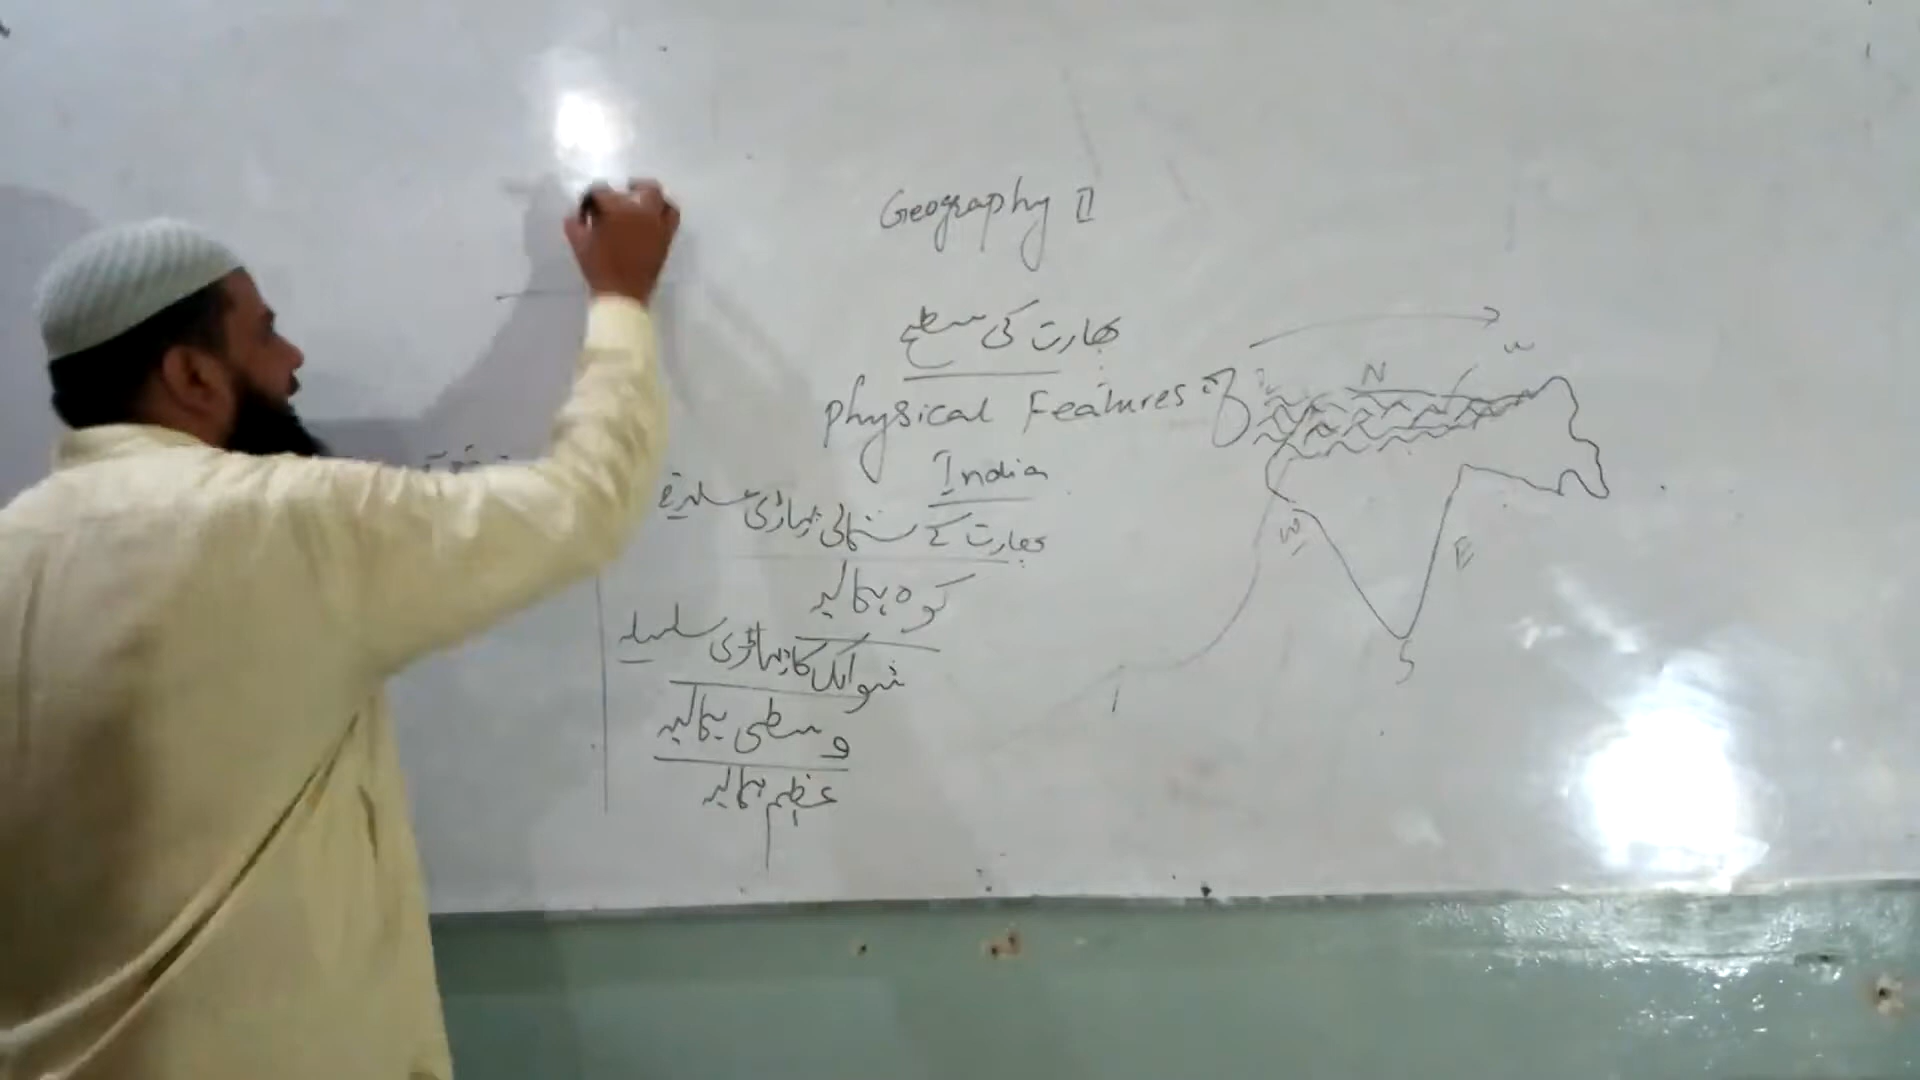 Geography II
بھارت کی سطح
Physical Features of
India
بھارت کے شمالی پہاڑی سلسلے
کوہ ہمالیہ
شوالک کا پہاڑی سلسلہ
وسطی ہمالیہ
عظیم ہمالیہ
N
W
E
S